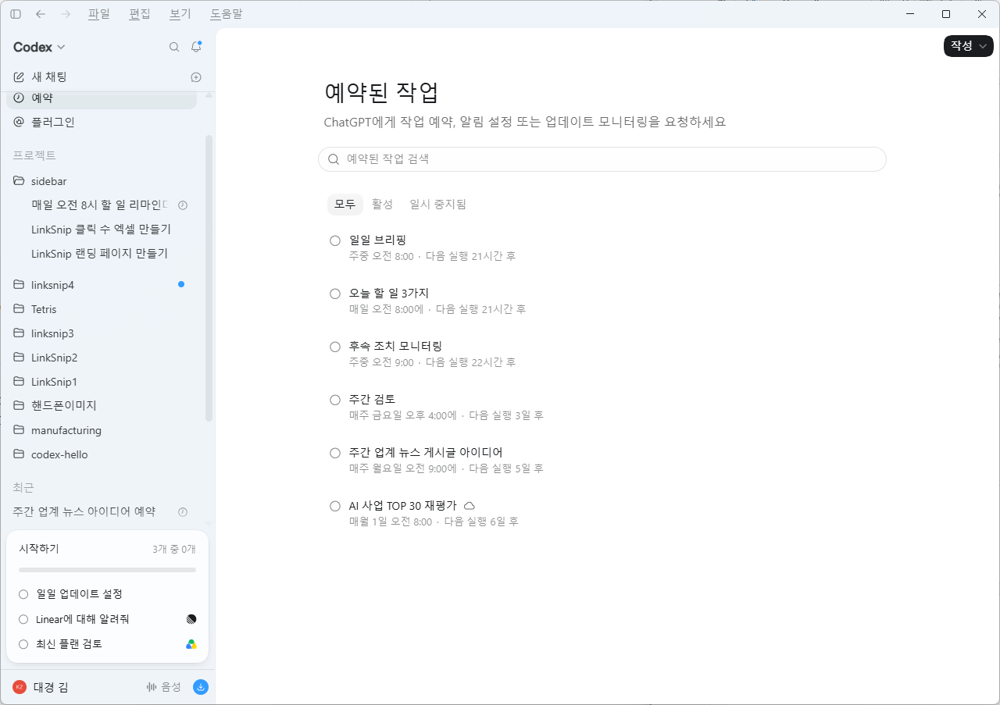 파일 편집 보기 도움말
Codex
작성
새 채팅
예약
플러그인
프로젝트
sidebar
매일 오전 8시 할 일 리마인
LinkSnip 클릭 수 엑셀 만들기
LinkSnip 랜딩 페이지 만들기
linksnip4
Tetris
linksnip3
LinkSnip2
LinkSnip1
핸드폰이미지
manufacturing
codex-hello
최근
주간 업계 뉴스 아이디어 예약
시작하기 3개 중 0개
일일 업데이트 설정
Linear에 대해 알려줘
최신 플랜 검토
KZ 대경 김 음성
예약된 작업
ChatGPT에게 작업 예약, 알림 설정 또는 업데이트 모니터링을 요청하세요
예약된 작업 검색
모두 활성 일시 중지됨
일일 브리핑
주중 오전 8:00 · 다음 실행 21시간 후
오늘 할 일 3가지
매일 오전 8:00에 · 다음 실행 21시간 후
후속 조치 모니터링
주중 오전 9:00 · 다음 실행 22시간 후
주간 검토
매주 금요일 오후 4:00에 · 다음 실행 3일 후
주간 업계 뉴스 게시글 아이디어
매주 월요일 오전 9:00에 · 다음 실행 5일 후
AI 사업 TOP 30 재평가
매월 1일 오전 8:00 · 다음 실행 6일 후